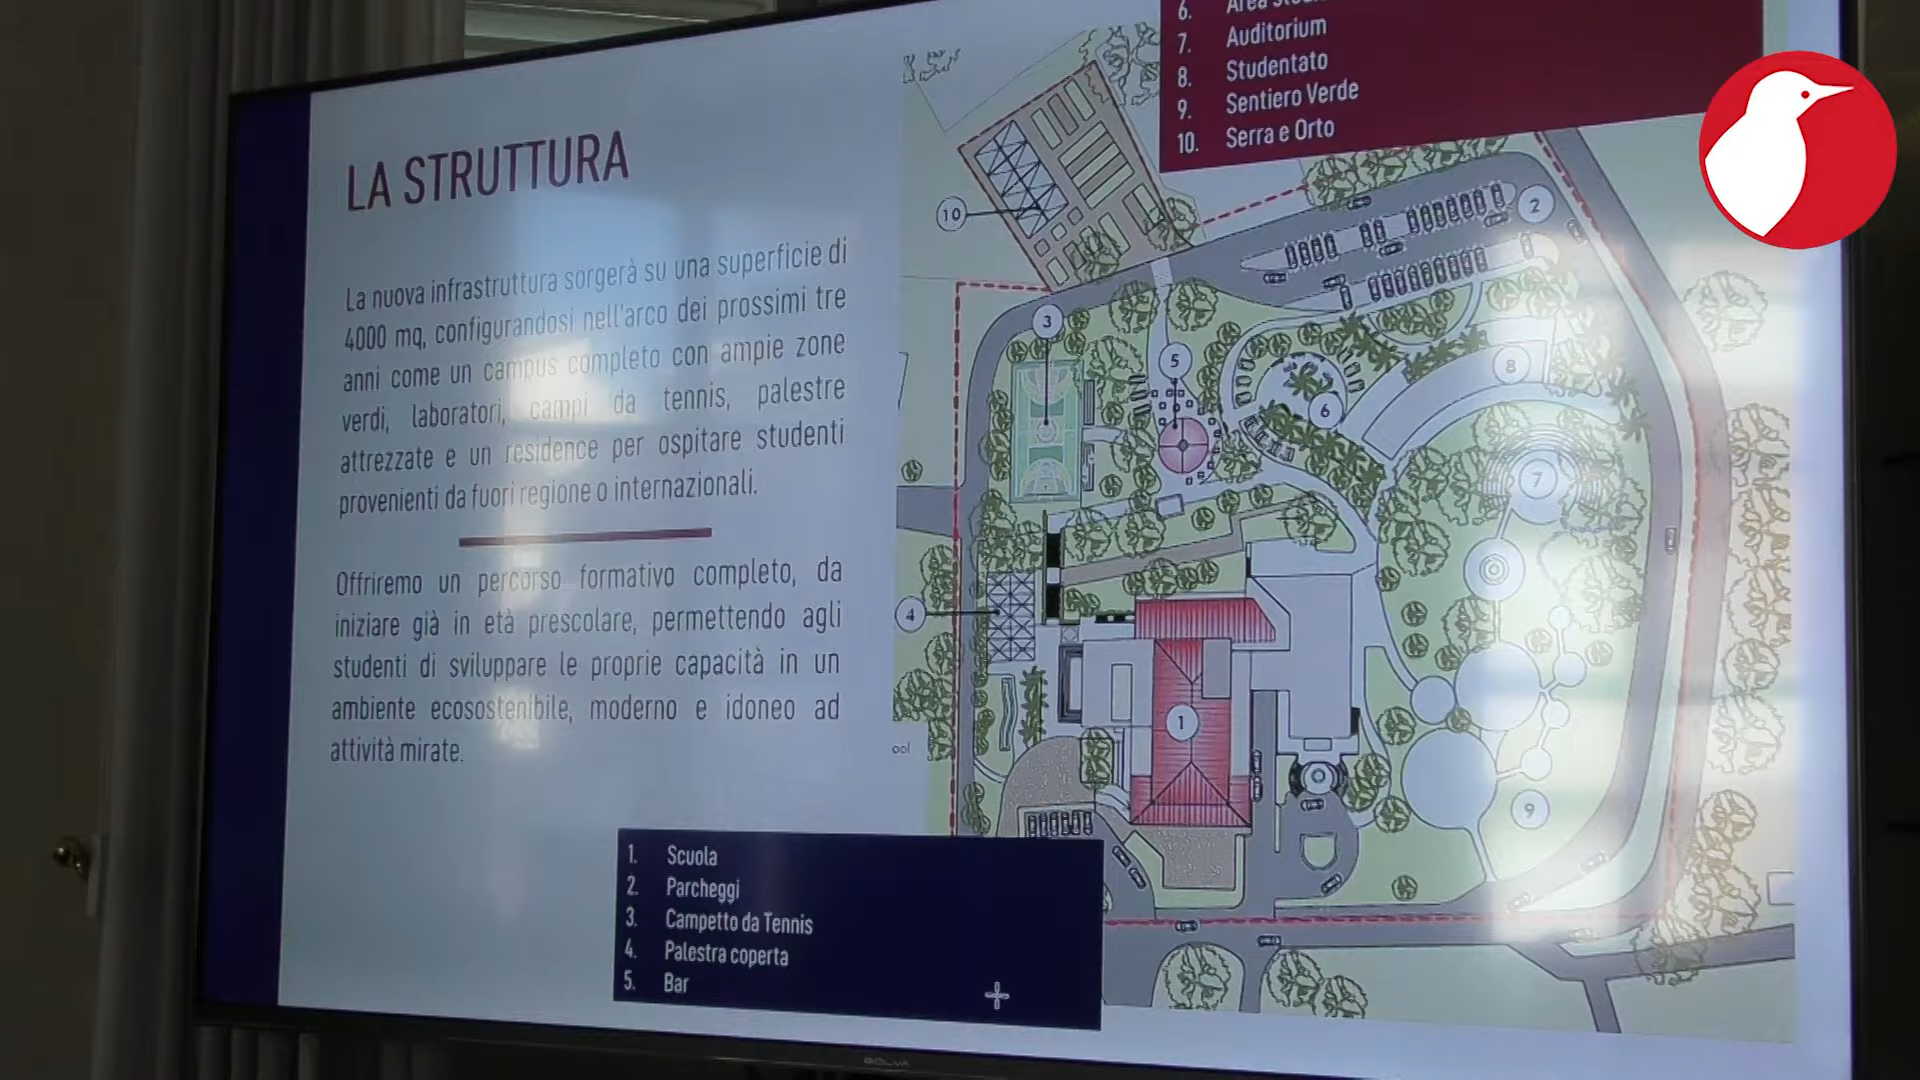 LA STRUTTURA
La nuova infrastruttura sorgerà su una superficie di
4000 mq, configurandosi nell'arco dei prossimi tre
anni come un campus completo con ampie zone
verdi, laboratori, campi da tennis, palestre
attrezzate e un residence per ospitare studenti
provenienti da fuori regione o internazionali.
Offriremo un percorso formativo completo, da
iniziare già in età prescolare, permettendo agli
studenti di sviluppare le proprie capacità in un
ambiente ecosostenibile, moderno e idoneo ad
attività mirate.
1. Scuola
2. Parcheggi
3. Campetto da Tennis
4. Palestra coperta
5. Bar
6. Area
7. Auditorium
8. Studentato
9. Sentiero Verde
10. Serra e Orto
10
2
3
5
8
6
7
4
1
ool
9